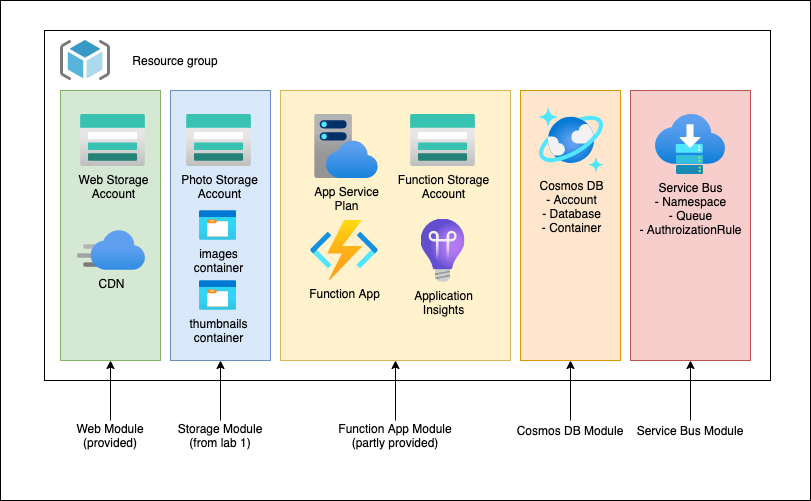 Resource group
Web Storage
Account
CDN
Photo Storage
Account
images
container
thumbnails
container
App Service
Plan
Function Storage
Account
Function App
Application
Insights
Cosmos DB
- Account
- Database
- Container
Service Bus
- Namespace
- Queue
- AuthroizationRule
Web Module
(provided)
Storage Module
(from lab 1)
Function App Module
(partly provided)
Cosmos DB Module
Service Bus Module